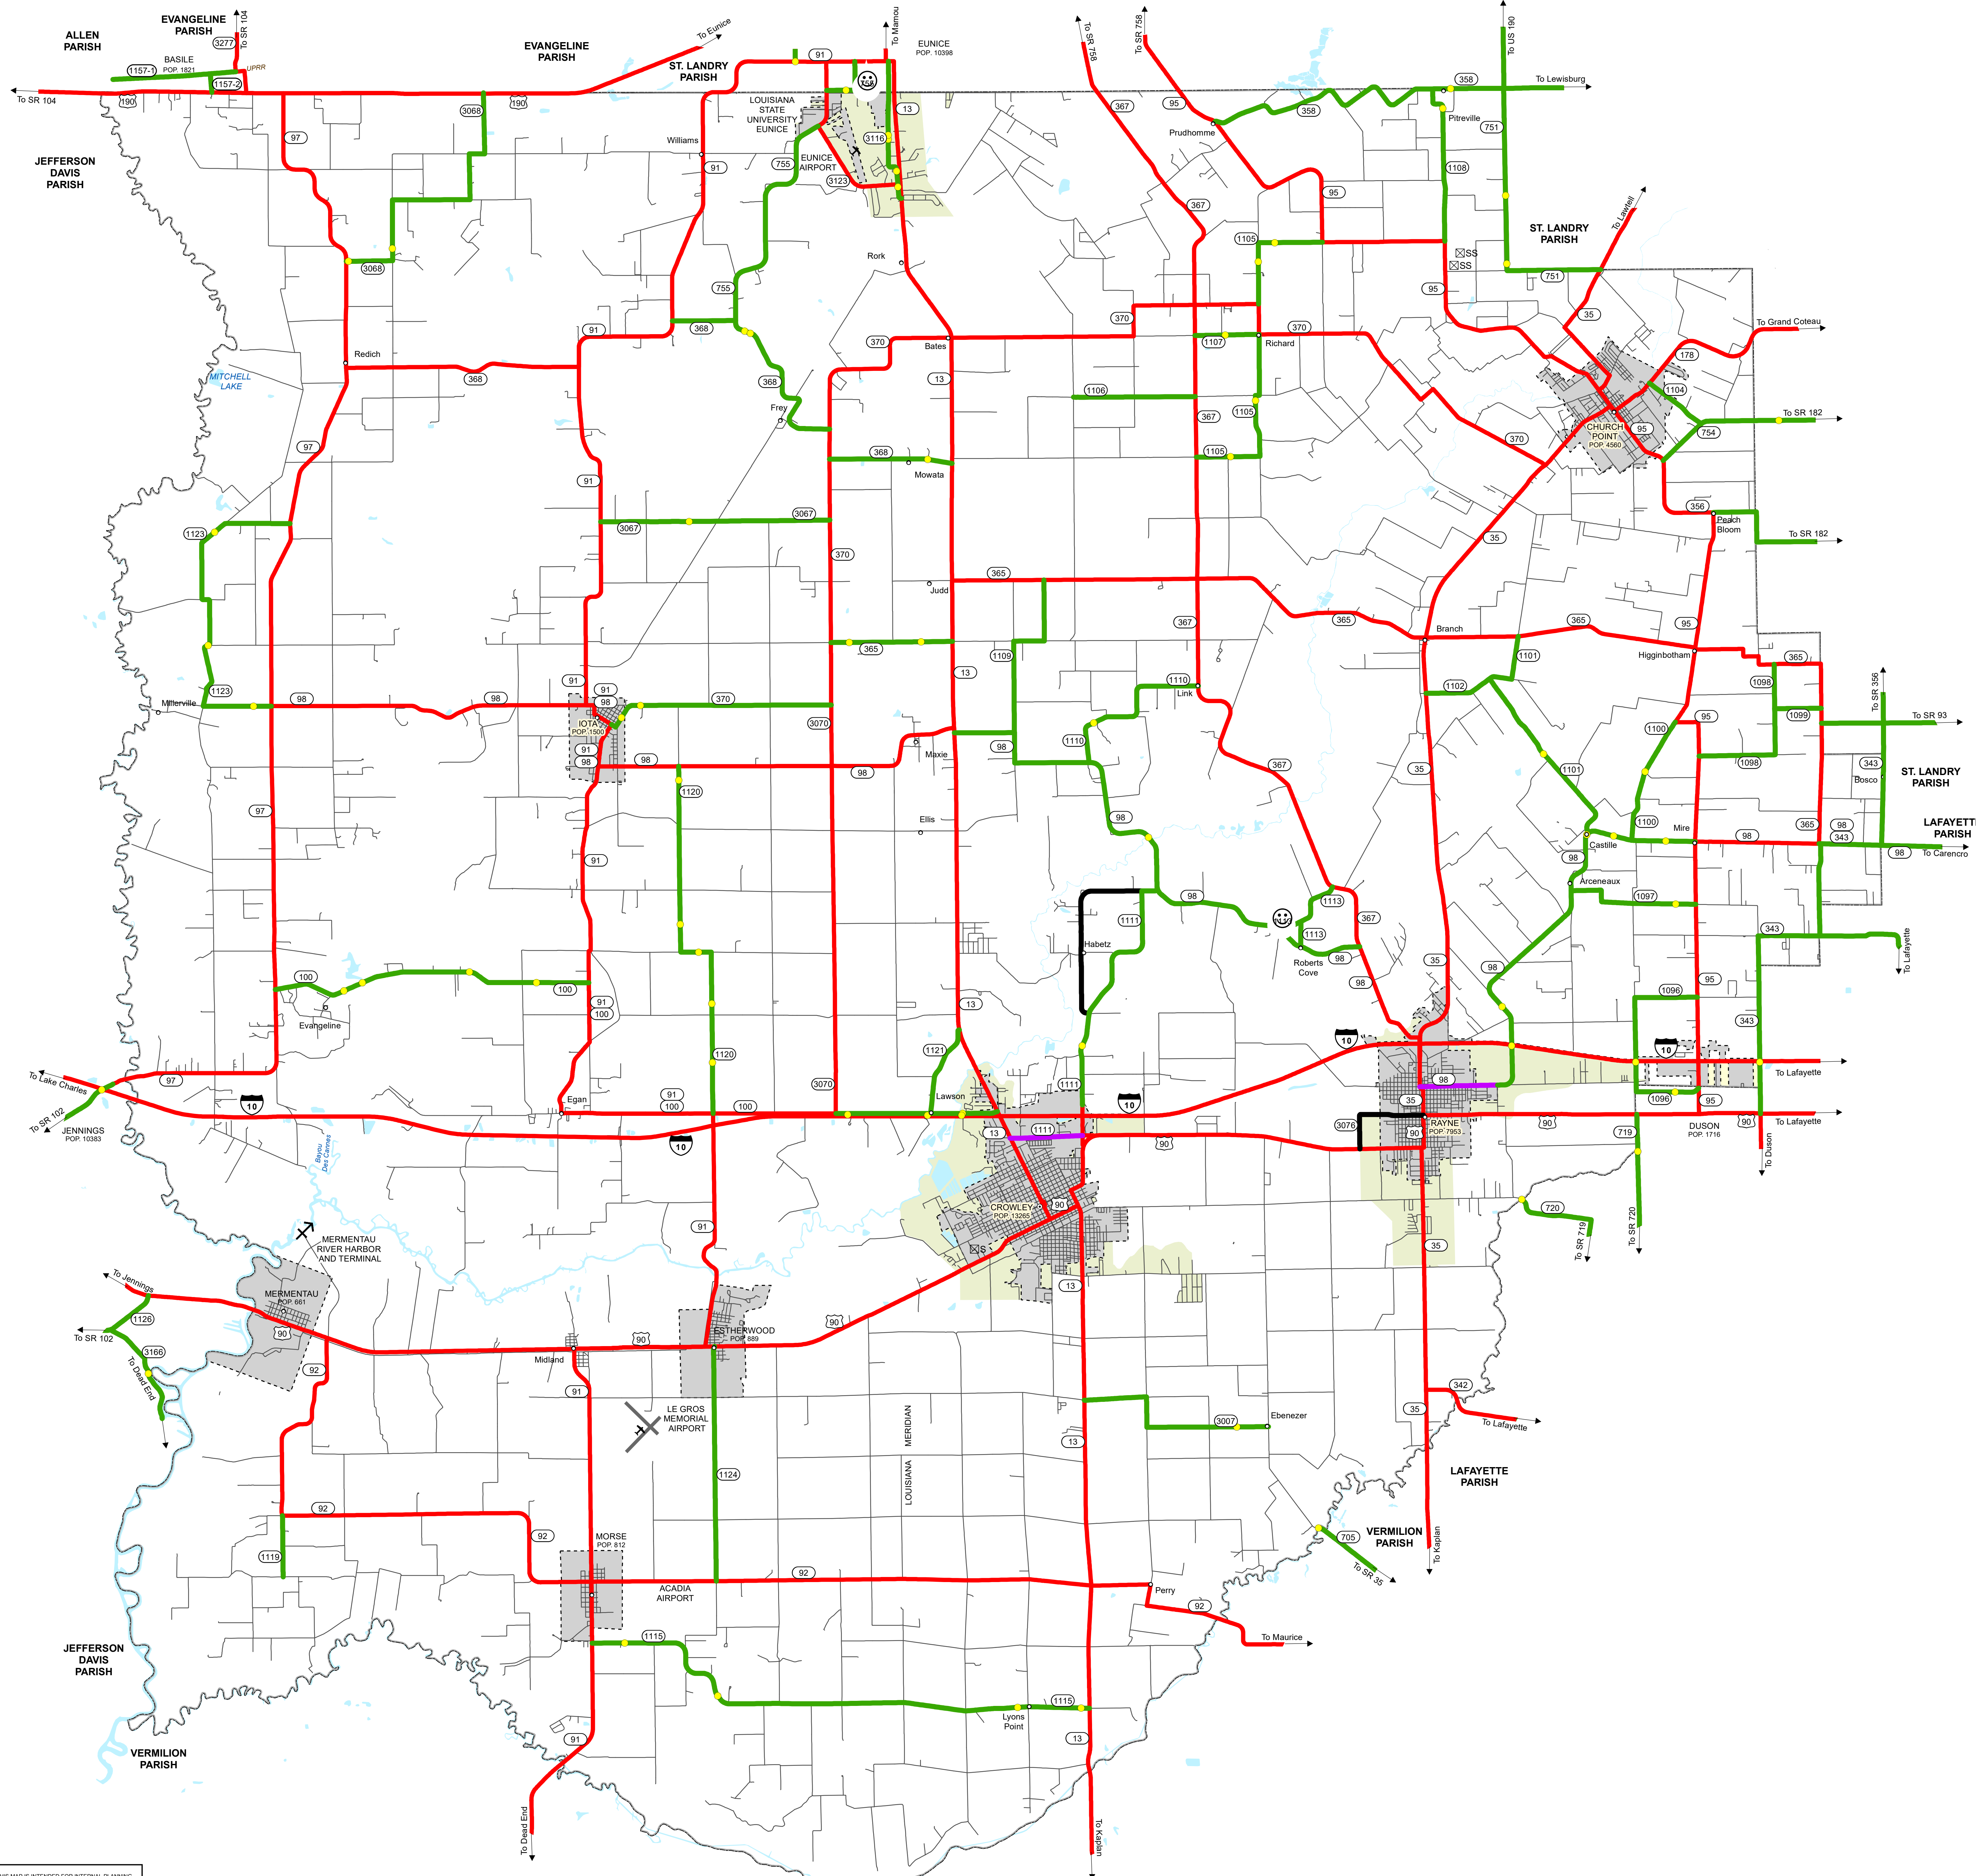 EVANGELINE
PARISH
To SR 104
ALLEN
PARISH
3277
BASILE
POP. 1821
UPRR
1157-1
1157-2
To SR 104
190
EVANGELINE
PARISH
To Eunice
ST. LANDRY
PARISH
91
To Mamou
EUNICE
POP. 10398
To SR 758
To SR 758
To US 190
358
To Lewisburg
190
3068
97
LOUISIANA
STATE
UNIVERSITY
EUNICE
13
367
95
358
Pitreville
751
Prudhomme
Williams
3116
755
EUNICE
AIRPORT
3123
91
1108
JEFFERSON
DAVIS
PARISH
95
367
To Lawtell
ST. LANDRY
PARISH
1105
SS
SS
Rork
3068
751
755
95
35
370
370
To Grand Coteau
368
91
370
1107
Richard
Bates
178
Redich
368
13
368
MITCHELL
LAKE
1106
1104
Frey
367
1105
To SR 182
CHURCH
POINT
POP. 4560
95
754
370
97
1105
368
Mowata
91
3067
3067
356
Peach
Bloom
1123
To SR 182
35
370
365
Judd
367
365
95
Branch
365
365
1109
1101
Higginbotham
365
13
1110
Link
1102
1098
To SR 356
1123
91
91
98
98
98
370
Millerville
IOTA
POP. 1500
3070
1099
95
To SR 93
1100
1110
98
Maxie
91
98
98
98
1098
343
Bosco
ST. LANDRY
PARISH
367
35
1101
1120
97
Ellis
98
1100
Mire
98
365
98
343
LAFAYETTE
PARISH
98
To Carencro
Castille
91
98
Arceneaux
1113
1097
98
1111
367
343
1113
Habetz
Roberts
Cove
98
35
98
To Lafayette
100
100
98
95
1096
91
100
13
Evangeline
343
10
10
1121
1120
To Lake Charles
97
3070
1111
98
To Lafayette
Lawson
91
100
100
Egan
10
10
35
1096
95
To SR 102
JENNINGS
POP. 10383
10
13
1111
90
3076
90
RAYNE
POP. 7953
90
719
DUSON
POP. 1716
90
To Lafayette
To Duson
Bayou
Des Cannes
CROWLEY
POP. 13265
90
720
To SR 719
To SR 720
91
MERMENTAU
RIVER HARBOR
AND TERMINAL
S
35
To Jennings
13
MERMENTAU
POP. 661
1126
90
To SR 102
90
ESTHERWOOD
POP. 889
90
3166
To Dead End
92
Midland
91
342
LE GROS
MEMORIAL
AIRPORT
MERIDIAN
LOUISIANA
3007
Ebenezer
35
To Lafayette
13
1124
LAFAYETTE
PARISH
92
92
MORSE
POP. 812
705
VERMILION
PARISH
To Kaplan
1119
92
To SR 35
ACADIA
AIRPORT
Perry
92
1115
To Maurice
JEFFERSON
DAVIS
PARISH
1115
Lyons
Point
91
13
VERMILION
PARISH
To Dead End
To Kaplan